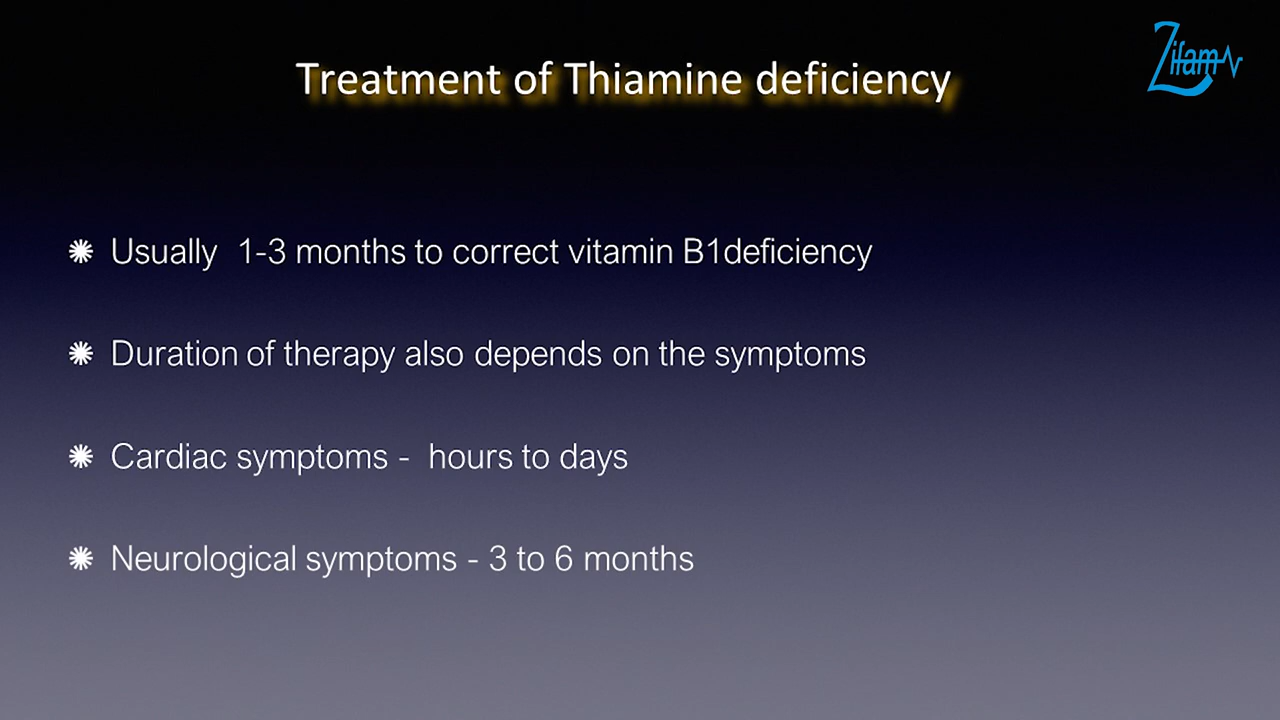 Zifam
Treatment of Thiamine deficiency
Usually 1-3 months to correct vitamin B1deficiency
Duration of therapy also depends on the symptoms
Cardiac symptoms - hours to days
Neurological symptoms - 3 to 6 months